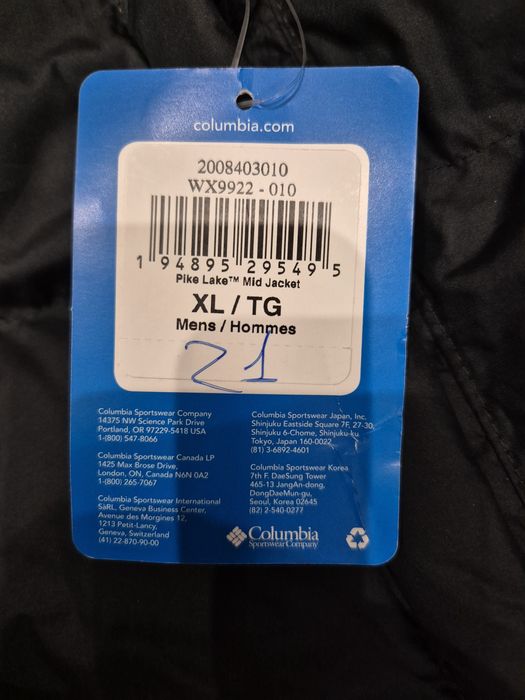 columbia.com
2008403010
WX9922 - 010
1 94895 29549 5
Pike Lake™ Mid Jacket
XL / TG
Mens / Hommes
21
Columbia Sportswear Company
14375 NW Science Park Drive
Portland, OR 97229-5418 USA
1-(800) 547-8066
Columbia Sportswear Canada LP
1425 Max Brose Drive,
London, ON, Canada N6N 0A2
1-(800) 265-7067
Columbia Sportswear International
SàRL, Geneva Business Center,
Avenue des Morgines 12,
1213 Petit-Lancy,
Geneva, Switzerland
(41) 22-870-90-00
Columbia Sportswear Japan, Inc.
Shinjuku Eastside Square 7F, 27-30,
Shinjuku 6-Chome, Shinjuku-ku
Tokyo, Japan 160-0022
(81) 3-6892-4601
Columbia Sportswear Korea
7th F. DaeSung Tower
465-13 JangAn-dong,
DongDaeMun-gu,
Seoul, Korea 02645
(82) 2-540-0277
Columbia
Sportswear Company